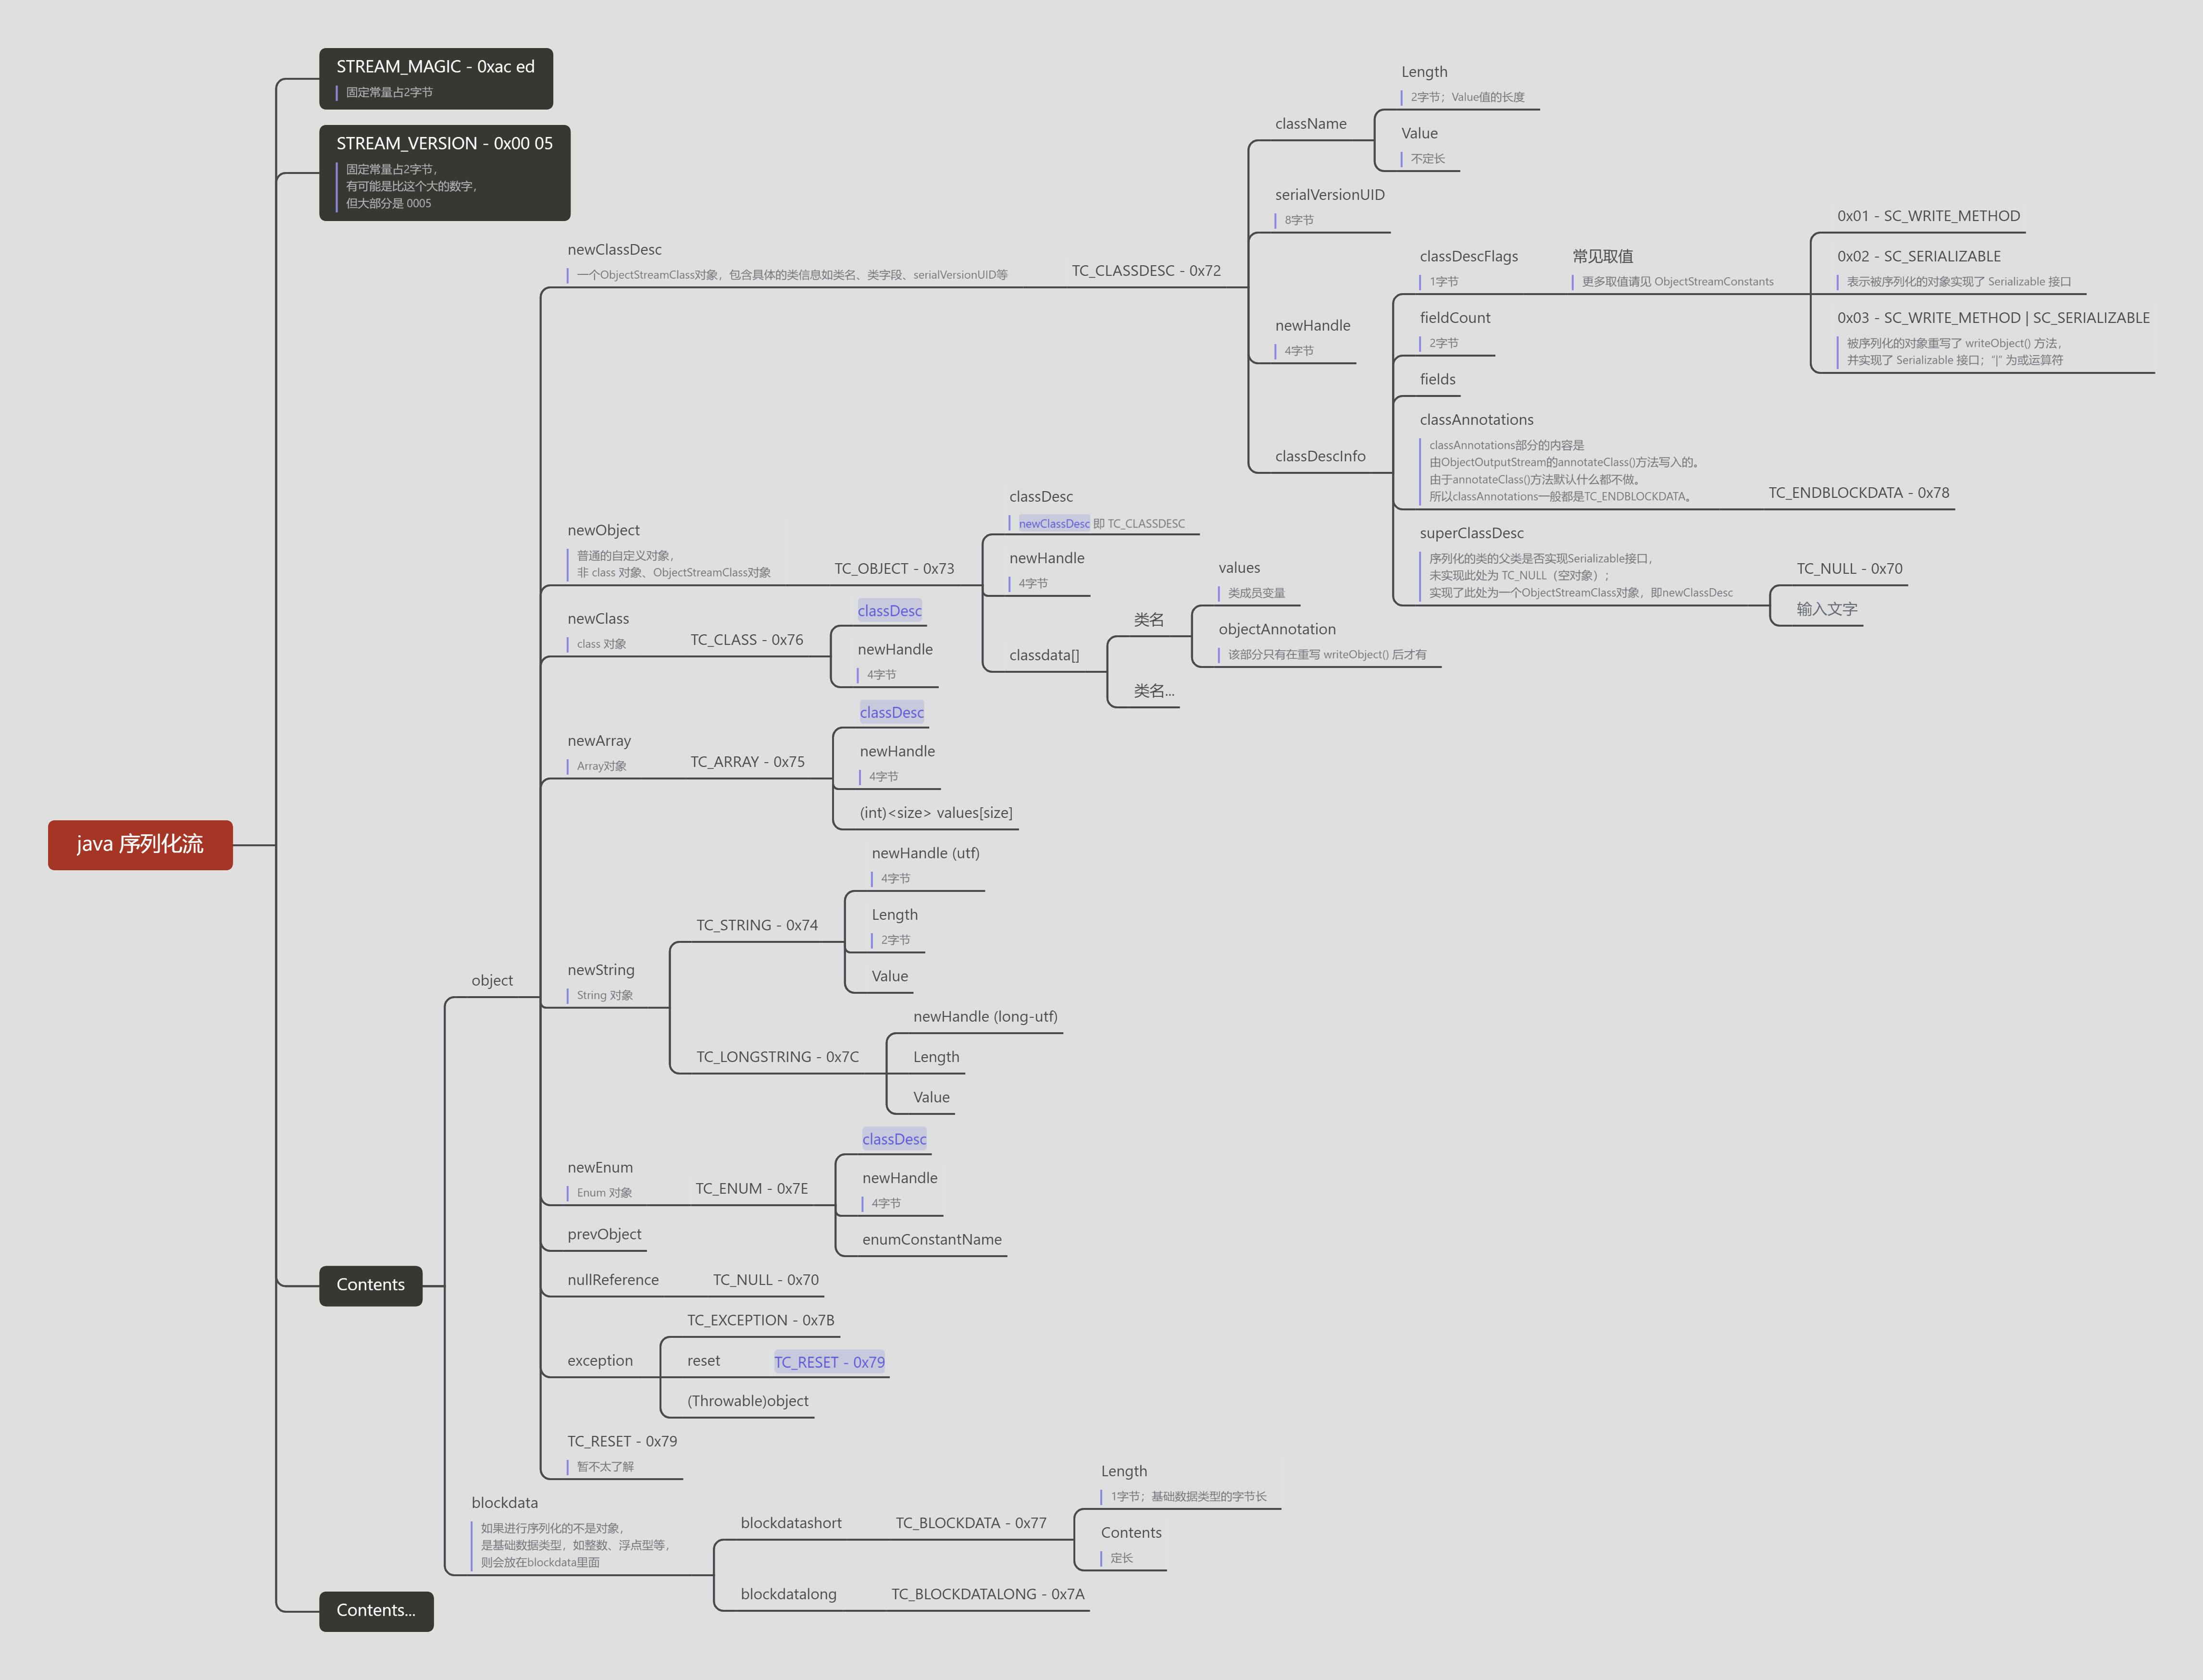 java 序列化流
STREAM_MAGIC - 0xac ed
固定常量占2字节
STREAM_VERSION - 0x00 05
固定常量占2字节，
有可能是比这个大的数字，
但大部分是 0005
Contents
object
newClassDesc
一个ObjectStreamClass对象，包含具体的类信息如类名、类字段、serialVersionUID等
TC_CLASSDESC - 0x72
className
Length
2字节；Value值的长度
Value
不定长
serialVersionUID
8字节
newHandle
4字节
classDescInfo
classDescFlags
1字节
常见取值
更多取值请见 ObjectStreamConstants
0x01 - SC_WRITE_METHOD
0x02 - SC_SERIALIZABLE
表示被序列化的对象实现了 Serializable 接口
0x03 - SC_WRITE_METHOD | SC_SERIALIZABLE
被序列化的对象重写了 writeObject() 方法，
并实现了 Serializable 接口；"|" 为或运算符
fieldCount
2字节
fields
classAnnotations
classAnnotations部分的内容是
由ObjectOutputStream的annotateClass()方法写入的。
由于annotateClass()方法默认什么都不做。
所以classAnnotations一般都是TC_ENDBLOCKDATA。
TC_ENDBLOCKDATA - 0x78
superClassDesc
序列化的类的父类是否实现Serializable接口，
未实现此处为 TC_NULL（空对象）；
实现了此处为一个ObjectStreamClass对象，即newClassDesc
TC_NULL - 0x70
输入文字
newObject
普通的自定义对象，
非 class 对象、ObjectStreamClass对象
TC_OBJECT - 0x73
classDesc
newClassDesc 即 TC_CLASSDESC
newHandle
4字节
classdata[]
类名
values
类成员变量
objectAnnotation
该部分只有在重写 writeObject() 后才有
类名...
newClass
class 对象
TC_CLASS - 0x76
classDesc
newHandle
4字节
newArray
Array对象
TC_ARRAY - 0x75
classDesc
newHandle
4字节
(int)<size> values[size]
newString
String 对象
TC_STRING - 0x74
newHandle (utf)
4字节
Length
2字节
Value
TC_LONGSTRING - 0x7C
newHandle (long-utf)
Length
Value
newEnum
Enum 对象
TC_ENUM - 0x7E
classDesc
newHandle
4字节
enumConstantName
prevObject
nullReference
TC_NULL - 0x70
exception
TC_EXCEPTION - 0x7B
reset
TC_RESET - 0x79
(Throwable)object
TC_RESET - 0x79
暂不太了解
blockdata
如果进行序列化的不是对象，
是基础数据类型，如整数、浮点型等，
则会放在blockdata里面
blockdatashort
TC_BLOCKDATA - 0x77
Length
1字节；基础数据类型的字节长
Contents
定长
blockdatalong
TC_BLOCKDATALONG - 0x7A
Contents...